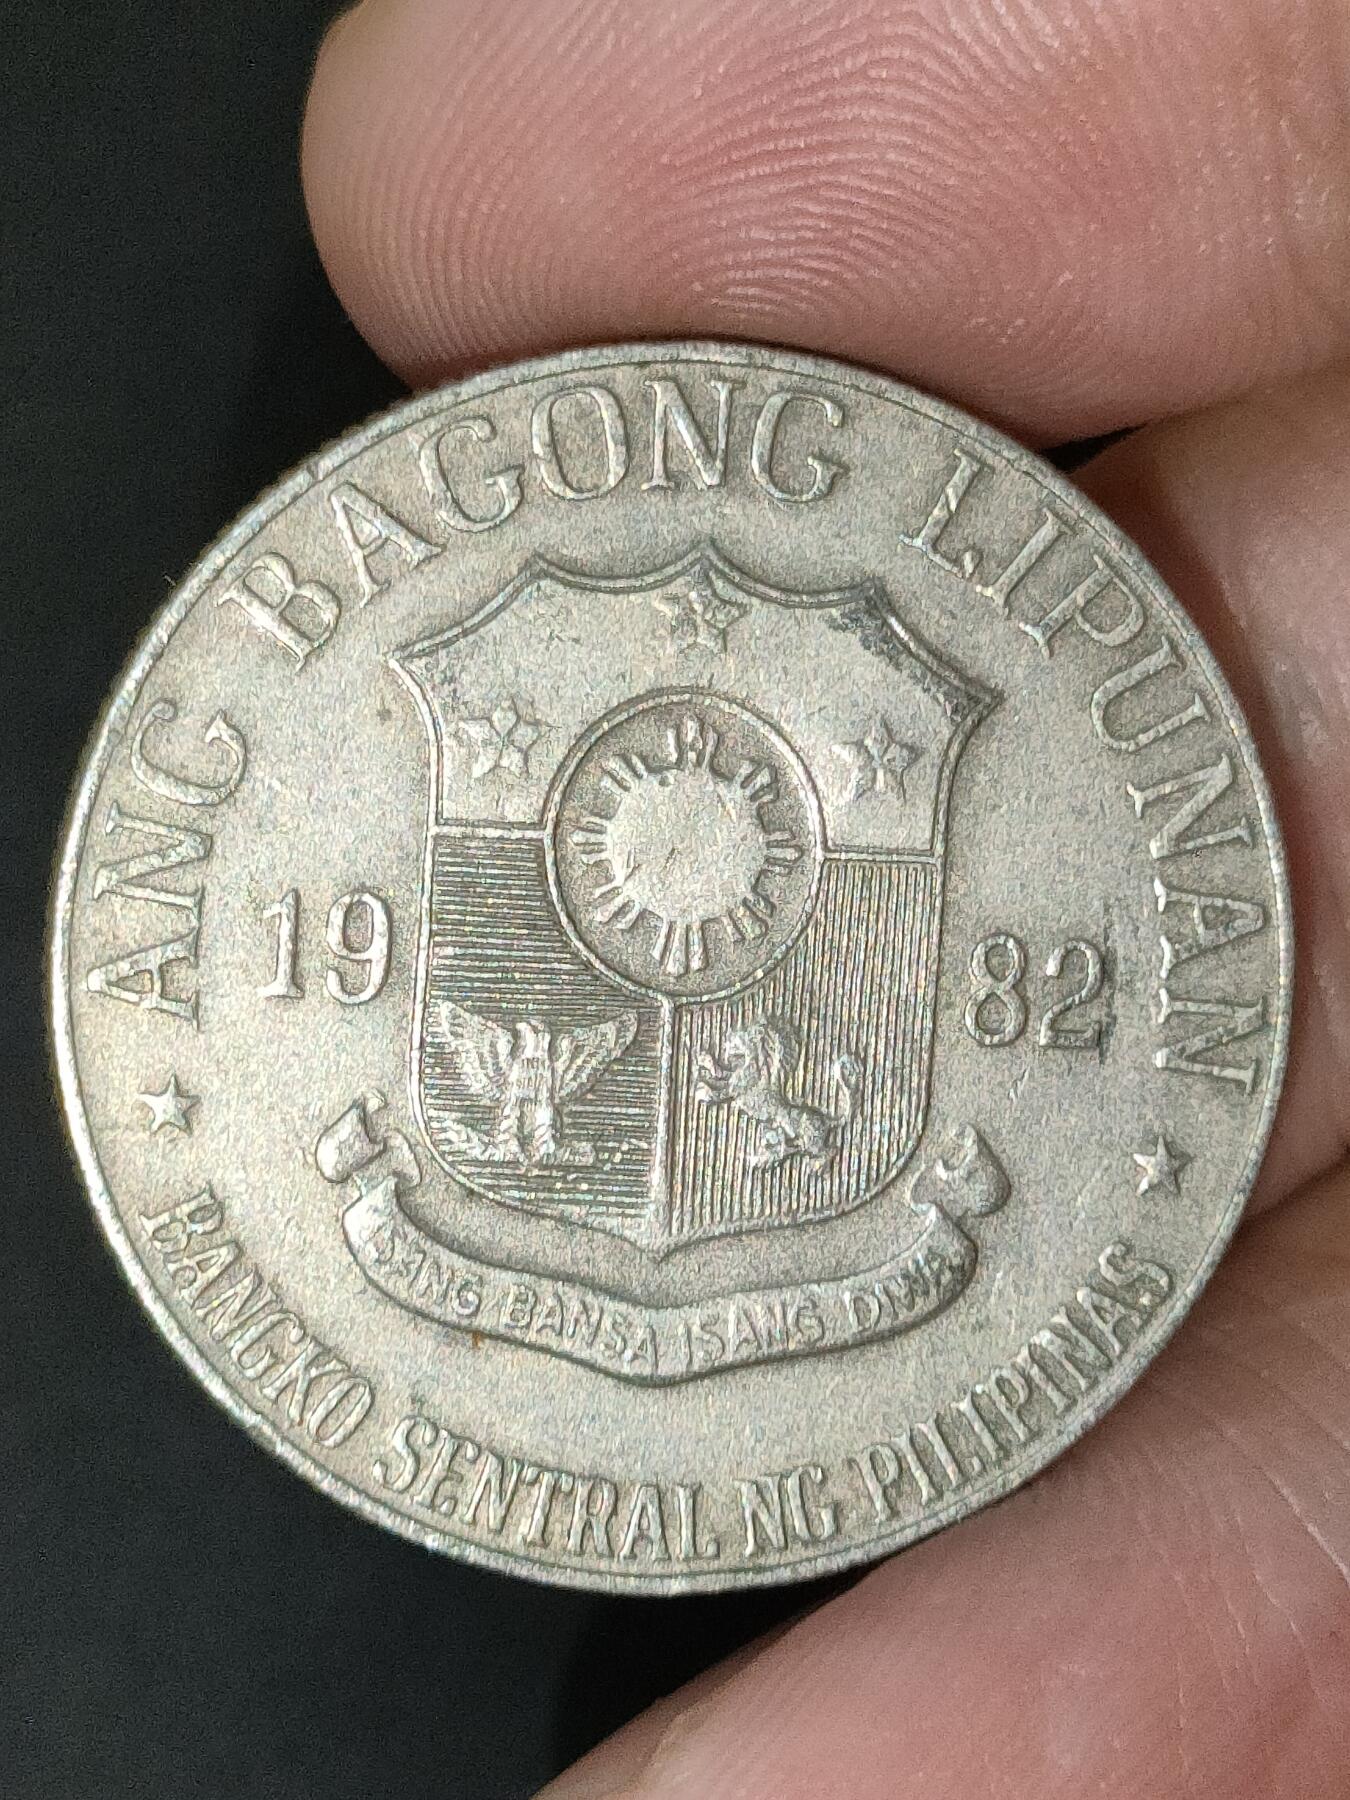 ANG BAGONG LIPUNAN
19 82
ISANG BANSA ISANG DIWA
BANGKO SENTRAL NG PILIPINAS